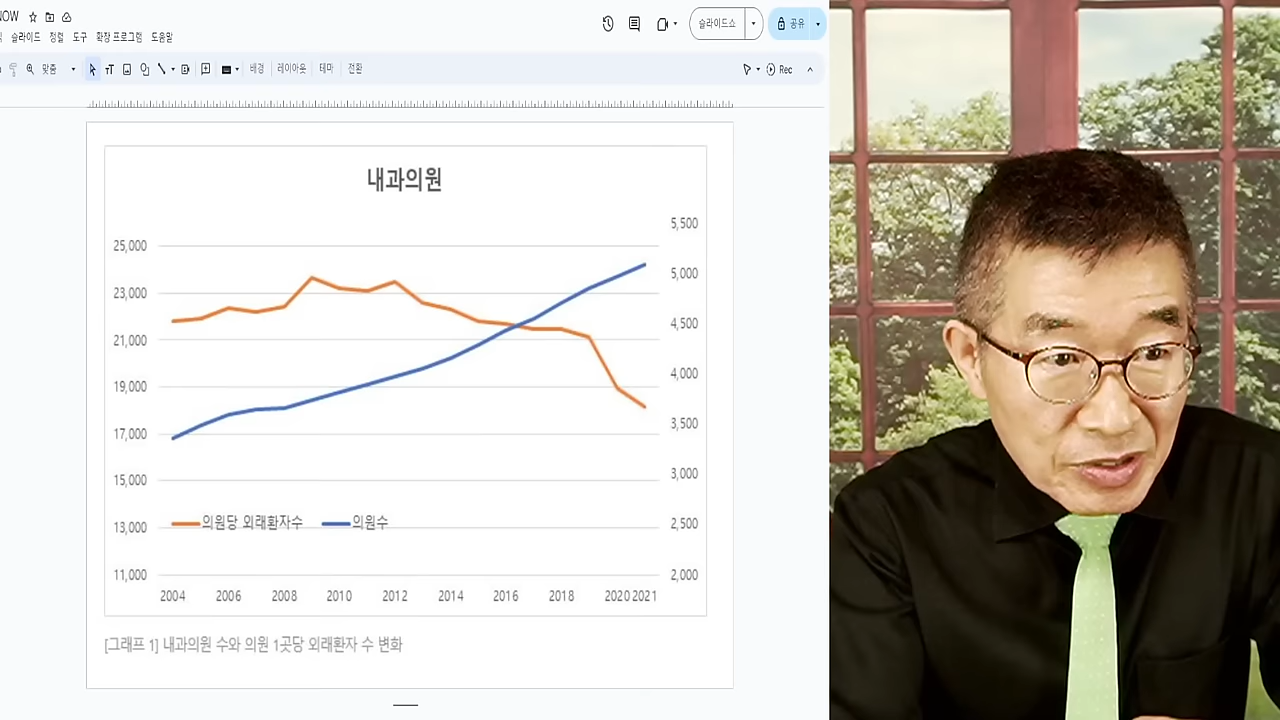 NOW
슬라이드쇼
공유
슬라이드 정렬 도구 확장 프로그램 도움말
맞춤 배경 레이아웃 테마 전환 Rec
내과의원
5,500
25,000
5,000
23,000
4,500
21,000
4,000
19,000
3,500
17,000
3,000
15,000
2,500
13,000
의원당 외래환자수 의원수
11,000
2,000
2004 2006 2008 2010 2012 2014 2016 2018 2020 2021
[그래프 1] 내과의원 수와 의원 1곳당 외래환자 수 변화